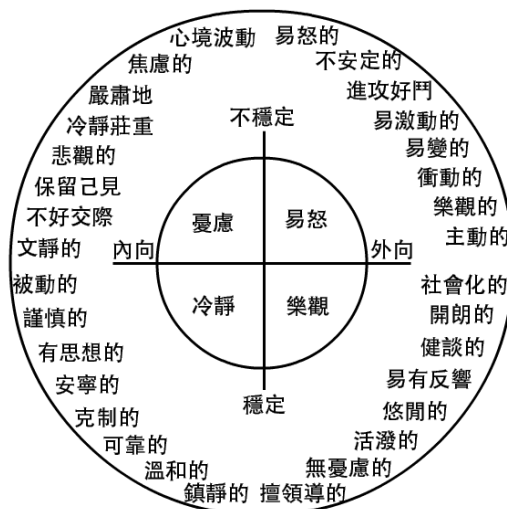 心境波動
易怒的
焦慮的
不安定的
嚴肅地
進攻好鬥
冷靜莊重
不穩定
易激動的
悲觀的
易變的
保留己見
衝動的
不好交際
憂慮
易怒
樂觀的
文靜的
內向
外向
主動的
被動的
社會化的
謹慎的
冷靜
樂觀
開朗的
有思想的
健談的
安寧的
穩定
易有反響
克制的
悠閒的
可靠的
活潑的
溫和的
無憂慮的
鎮靜的
擅領導的